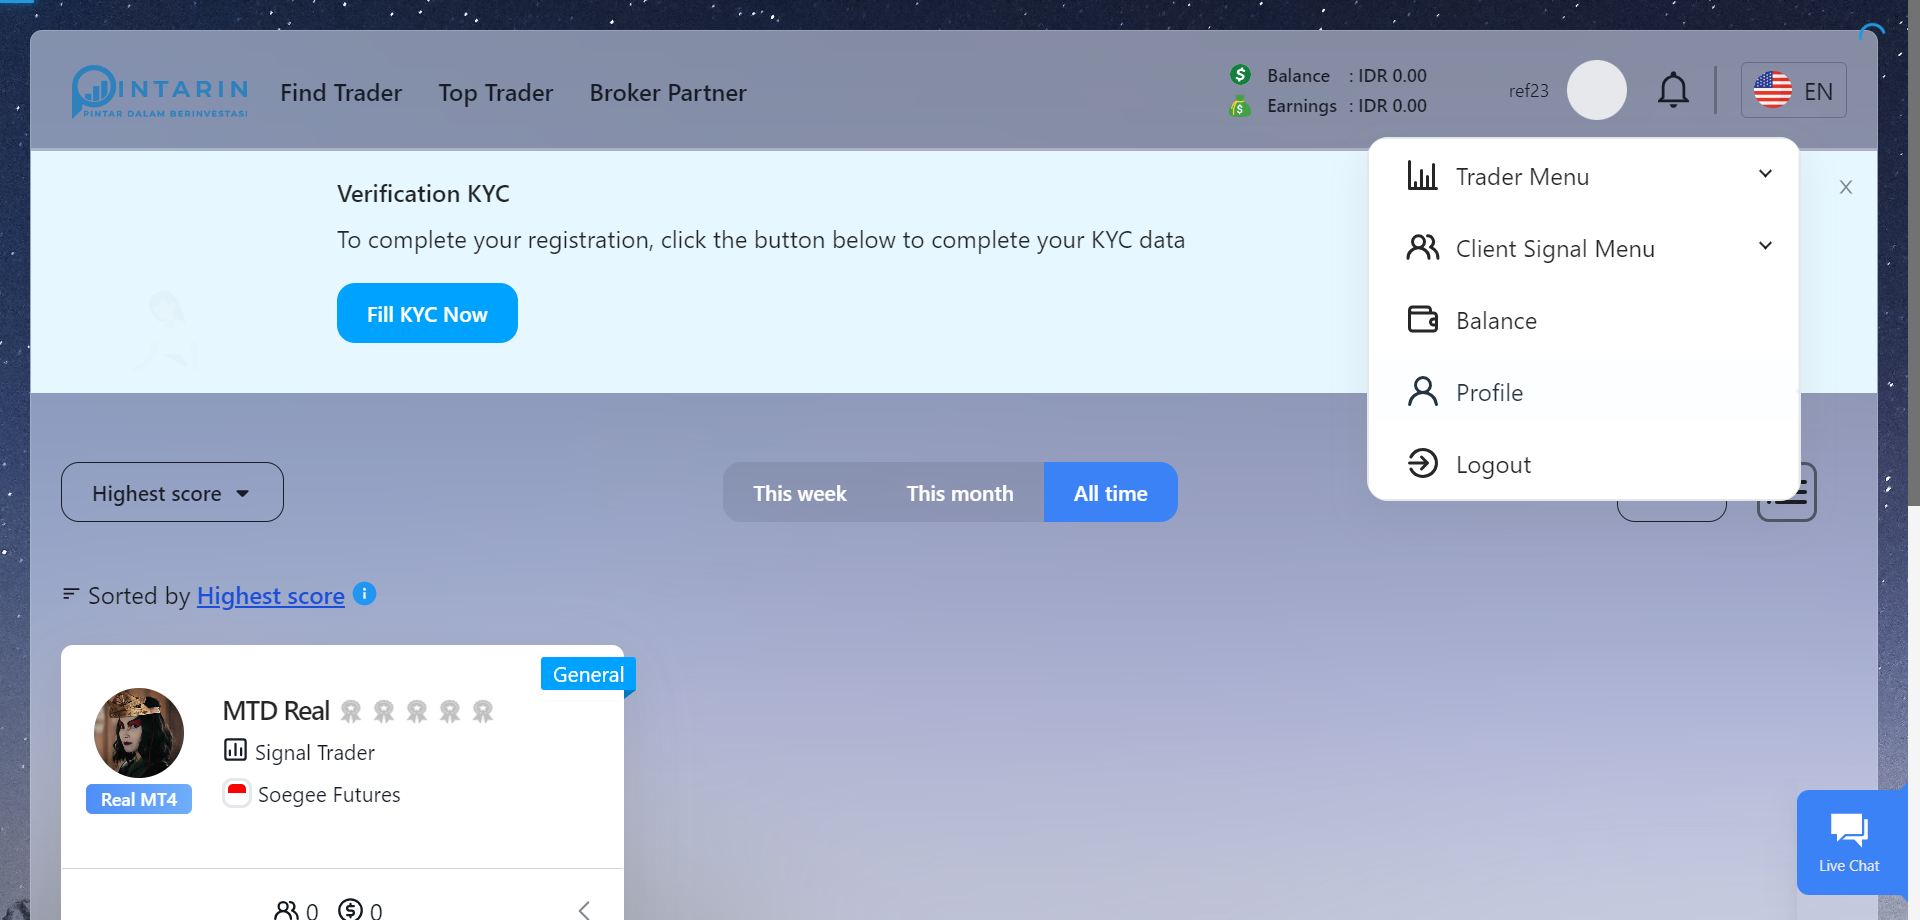 INTARIN
PINTAR DALAM BERINVESTASI
Find Trader
Top Trader
Broker Partner
Balance : IDR 0.00
Earnings : IDR 0.00
ref23
EN
Verification KYC
To complete your registration, click the button below to complete your KYC data
Fill KYC Now
X
Trader Menu
Client Signal Menu
Balance
Profile
Logout
Highest score
This week
This month
All time
Sorted by Highest score
General
MTD Real
Signal Trader
Soegee Futures
Real MT4
0
0
Live Chat